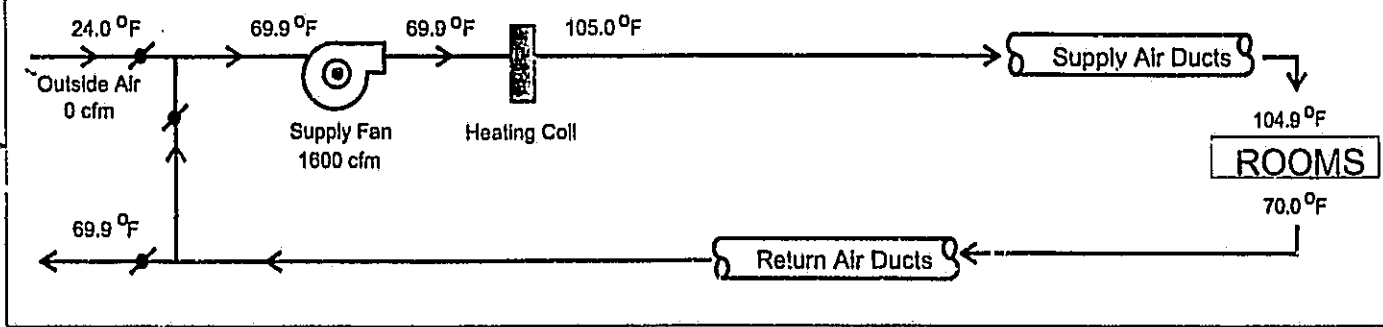 24.0 °F
69.9 °F
69.9 °F
105.0 °F
Outside Air
0 cfm
Supply Fan
1600 cfm
Heating Coil
Supply Air Ducts
104.9 °F
ROOMS
70.0 °F
69.9 °F
Return Air Ducts